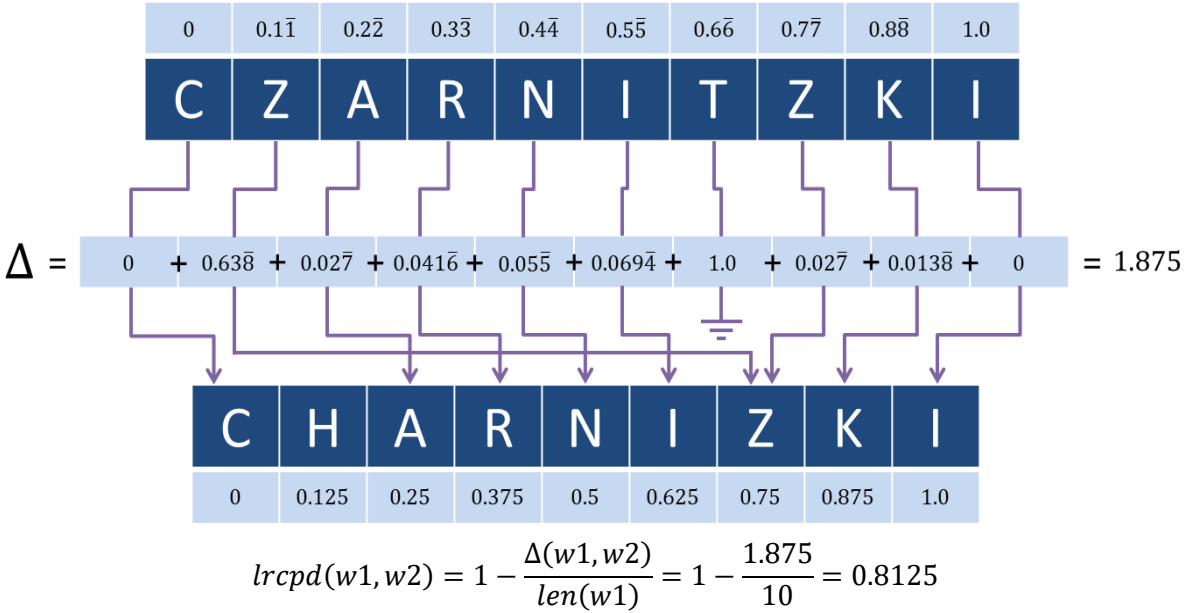 0 0.11̅ 0.22̅ 0.33̅ 0.44̅ 0.55̅ 0.66̅ 0.77̅ 0.88̅ 1.0
C Z A R N I T Z K I
Δ = 0 + 0.638̅ + 0.027̅ + 0.0416̅ + 0.055̅ + 0.0694̅ + 1.0 + 0.027̅ + 0.0138̅ + 0 = 1.875
C H A R N I Z K I
0 0.125 0.25 0.375 0.5 0.625 0.75 0.875 1.0
lrcpd(w1, w2) = 1 − Δ(w1, w2)/len(w1) = 1 − 1.875/10 = 0.8125